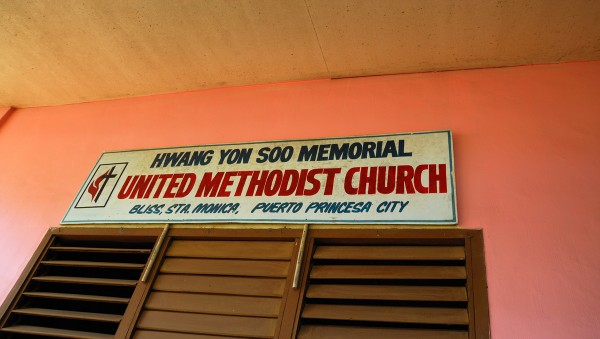 HWANG YON SOO MEMORIAL
UNITED METHODIST CHURCH
BLISS, STA. MONICA, PUERTO PRINCESA CITY